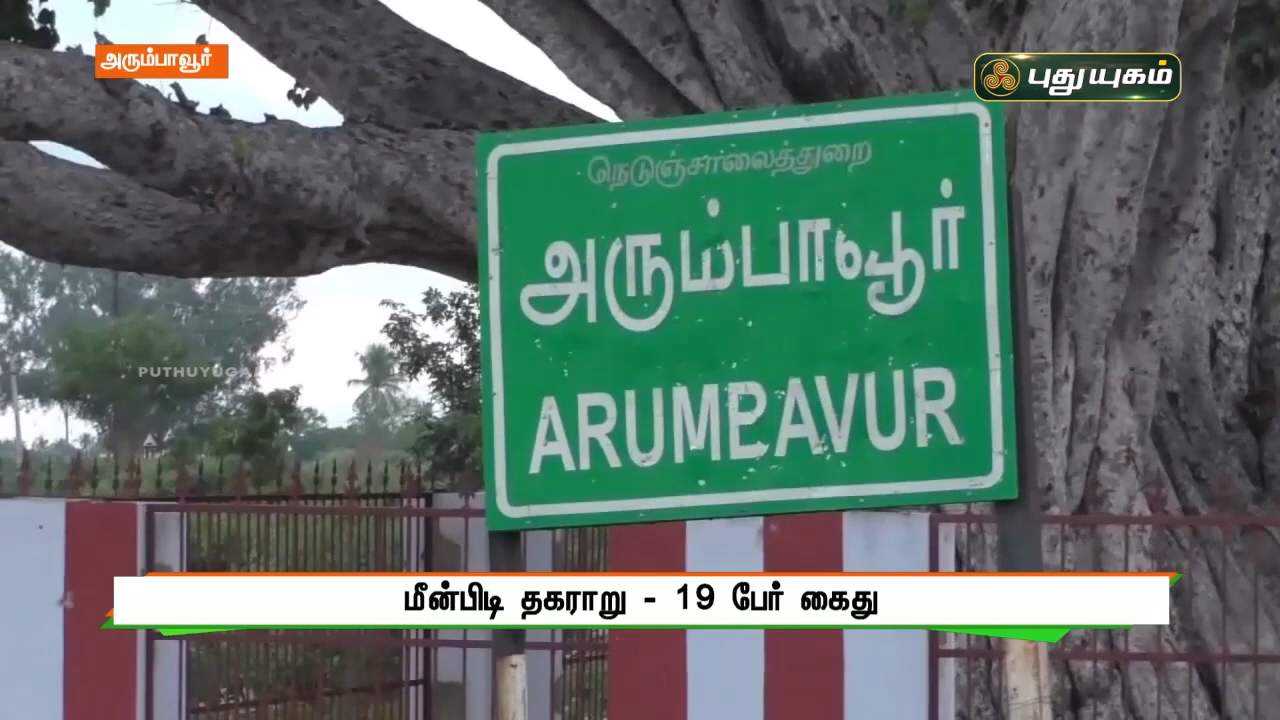 அரும்பாவூர்
புதுயுகம்
நெடுஞ்சாலைத்துறை
அரும்பாவூர்
ARUMBAVUR
PUTHUYUGA
மீன்பிடி தகராறு - 19 பேர் கைது